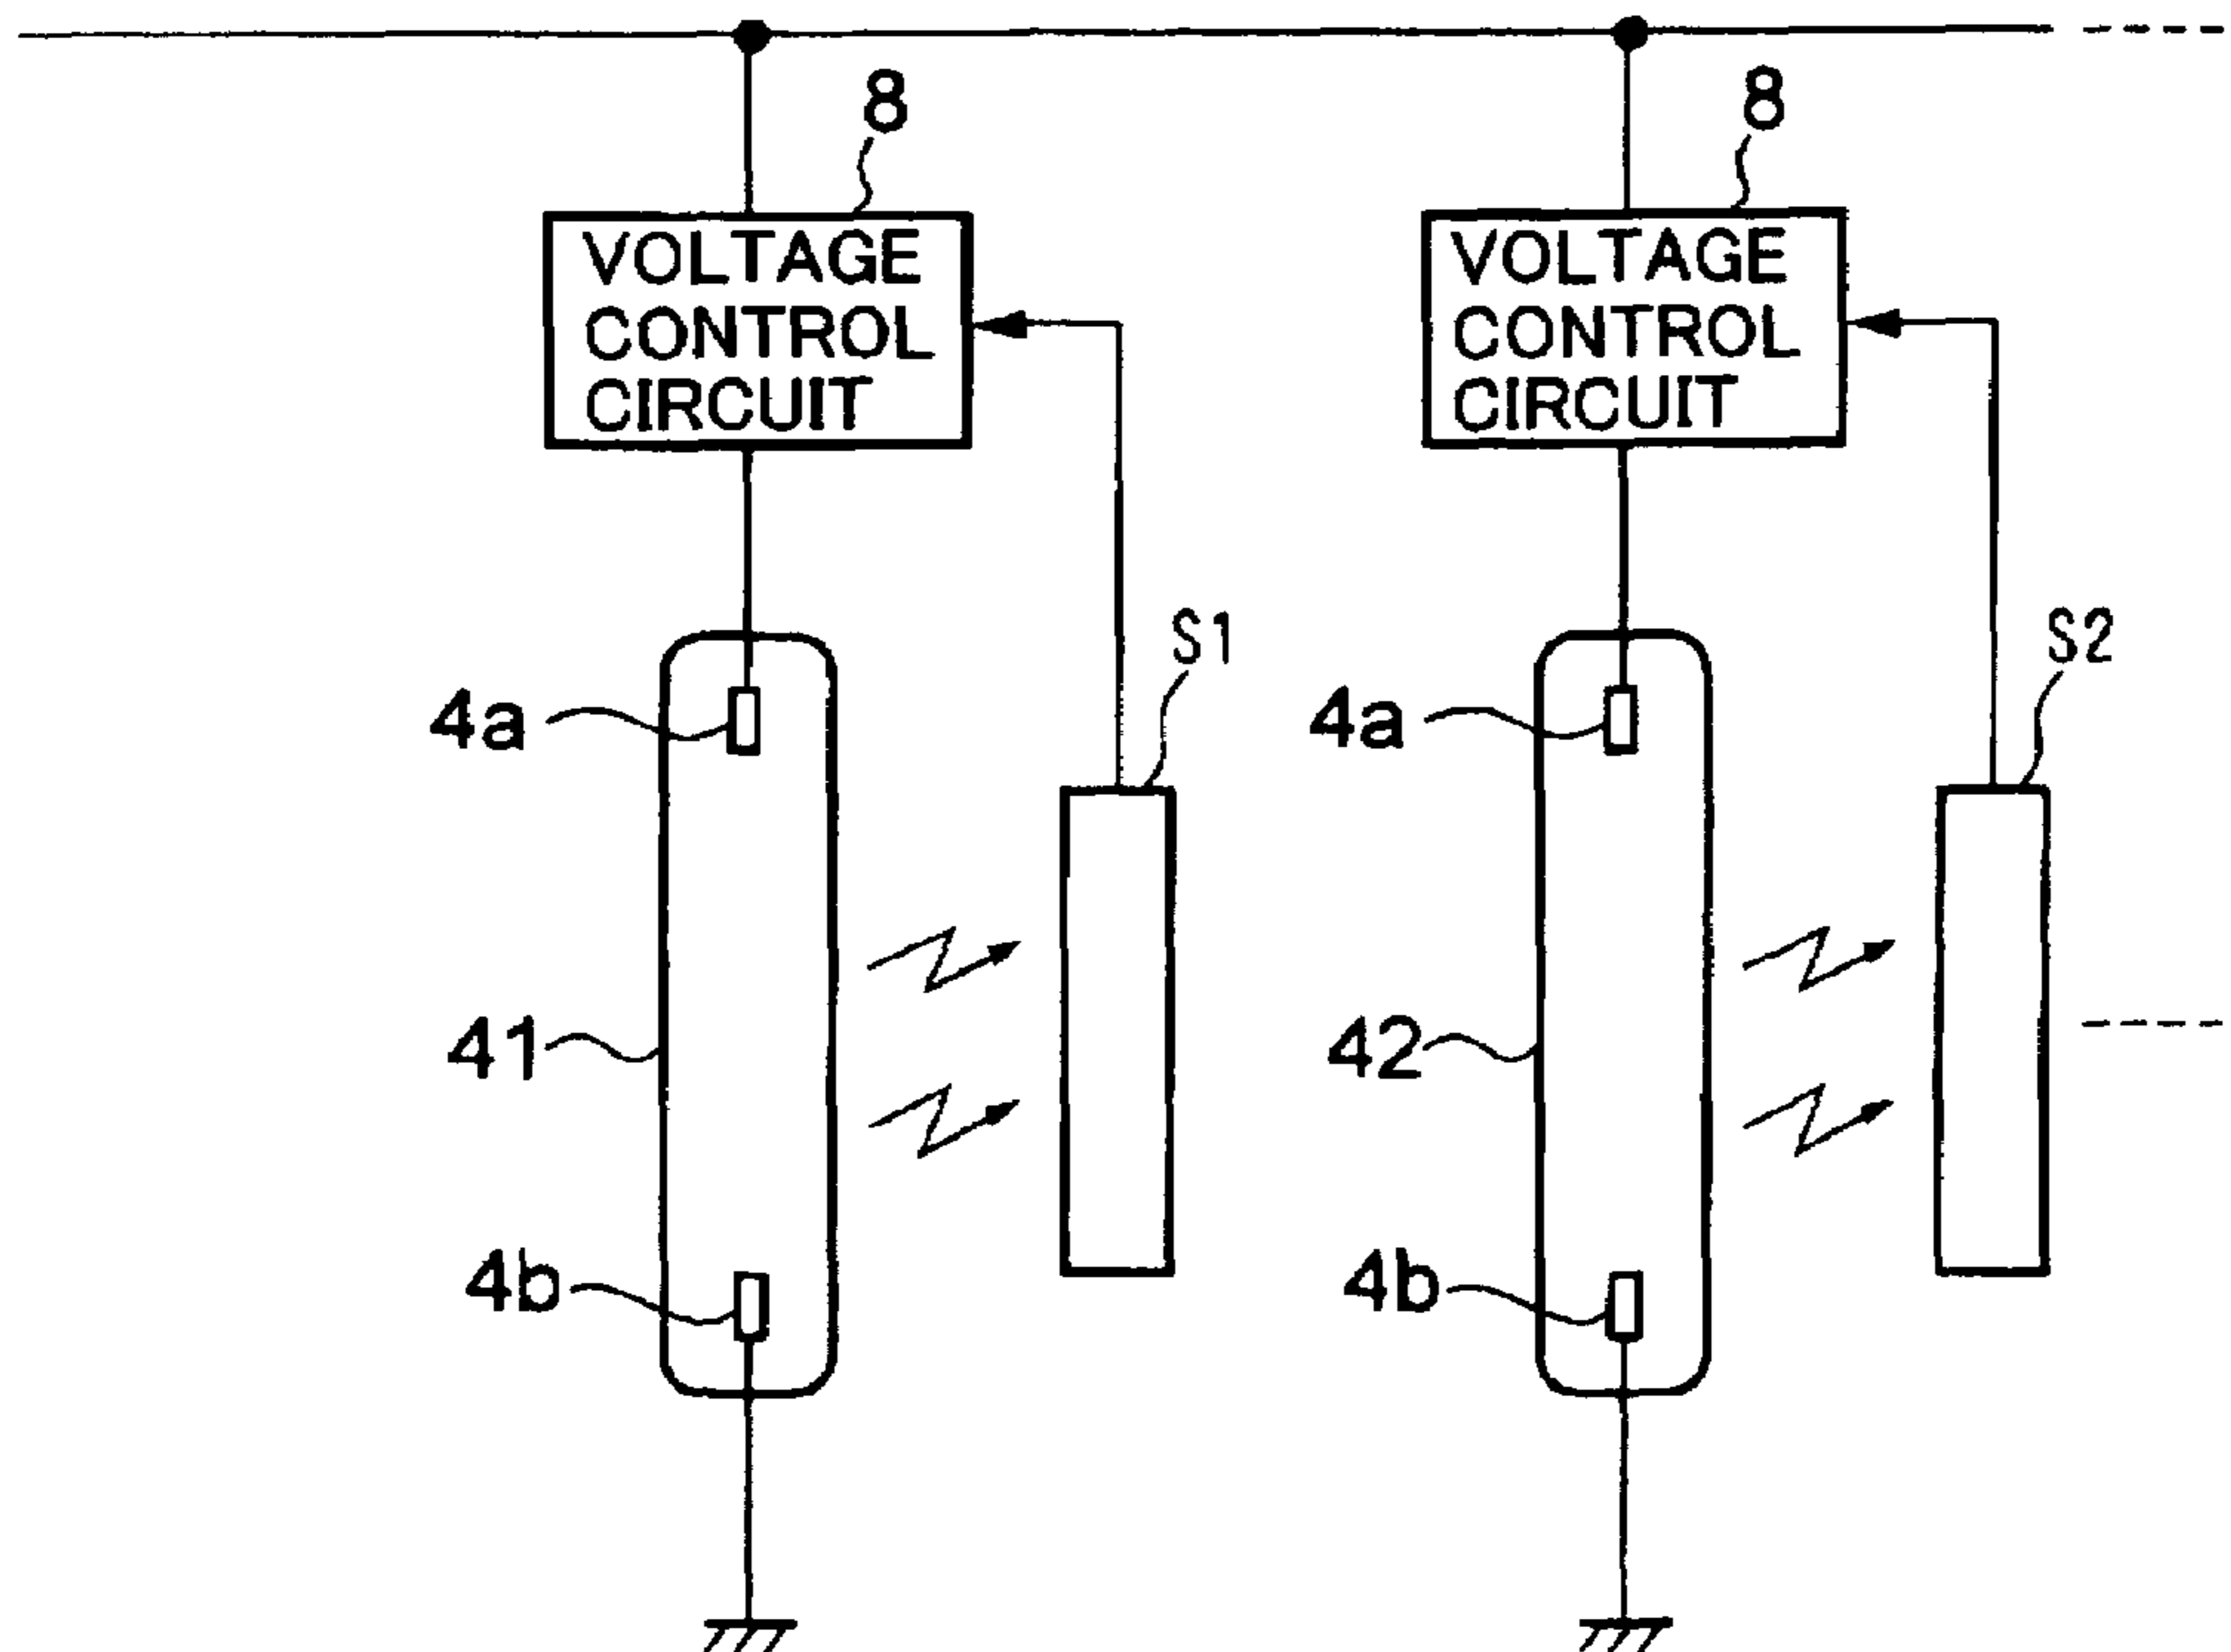 8
8
VOLTAGE
CONTROL
CIRCUIT
VOLTAGE
CONTROL
CIRCUIT
S1
S2
4a
4a
41
42
4b
4b